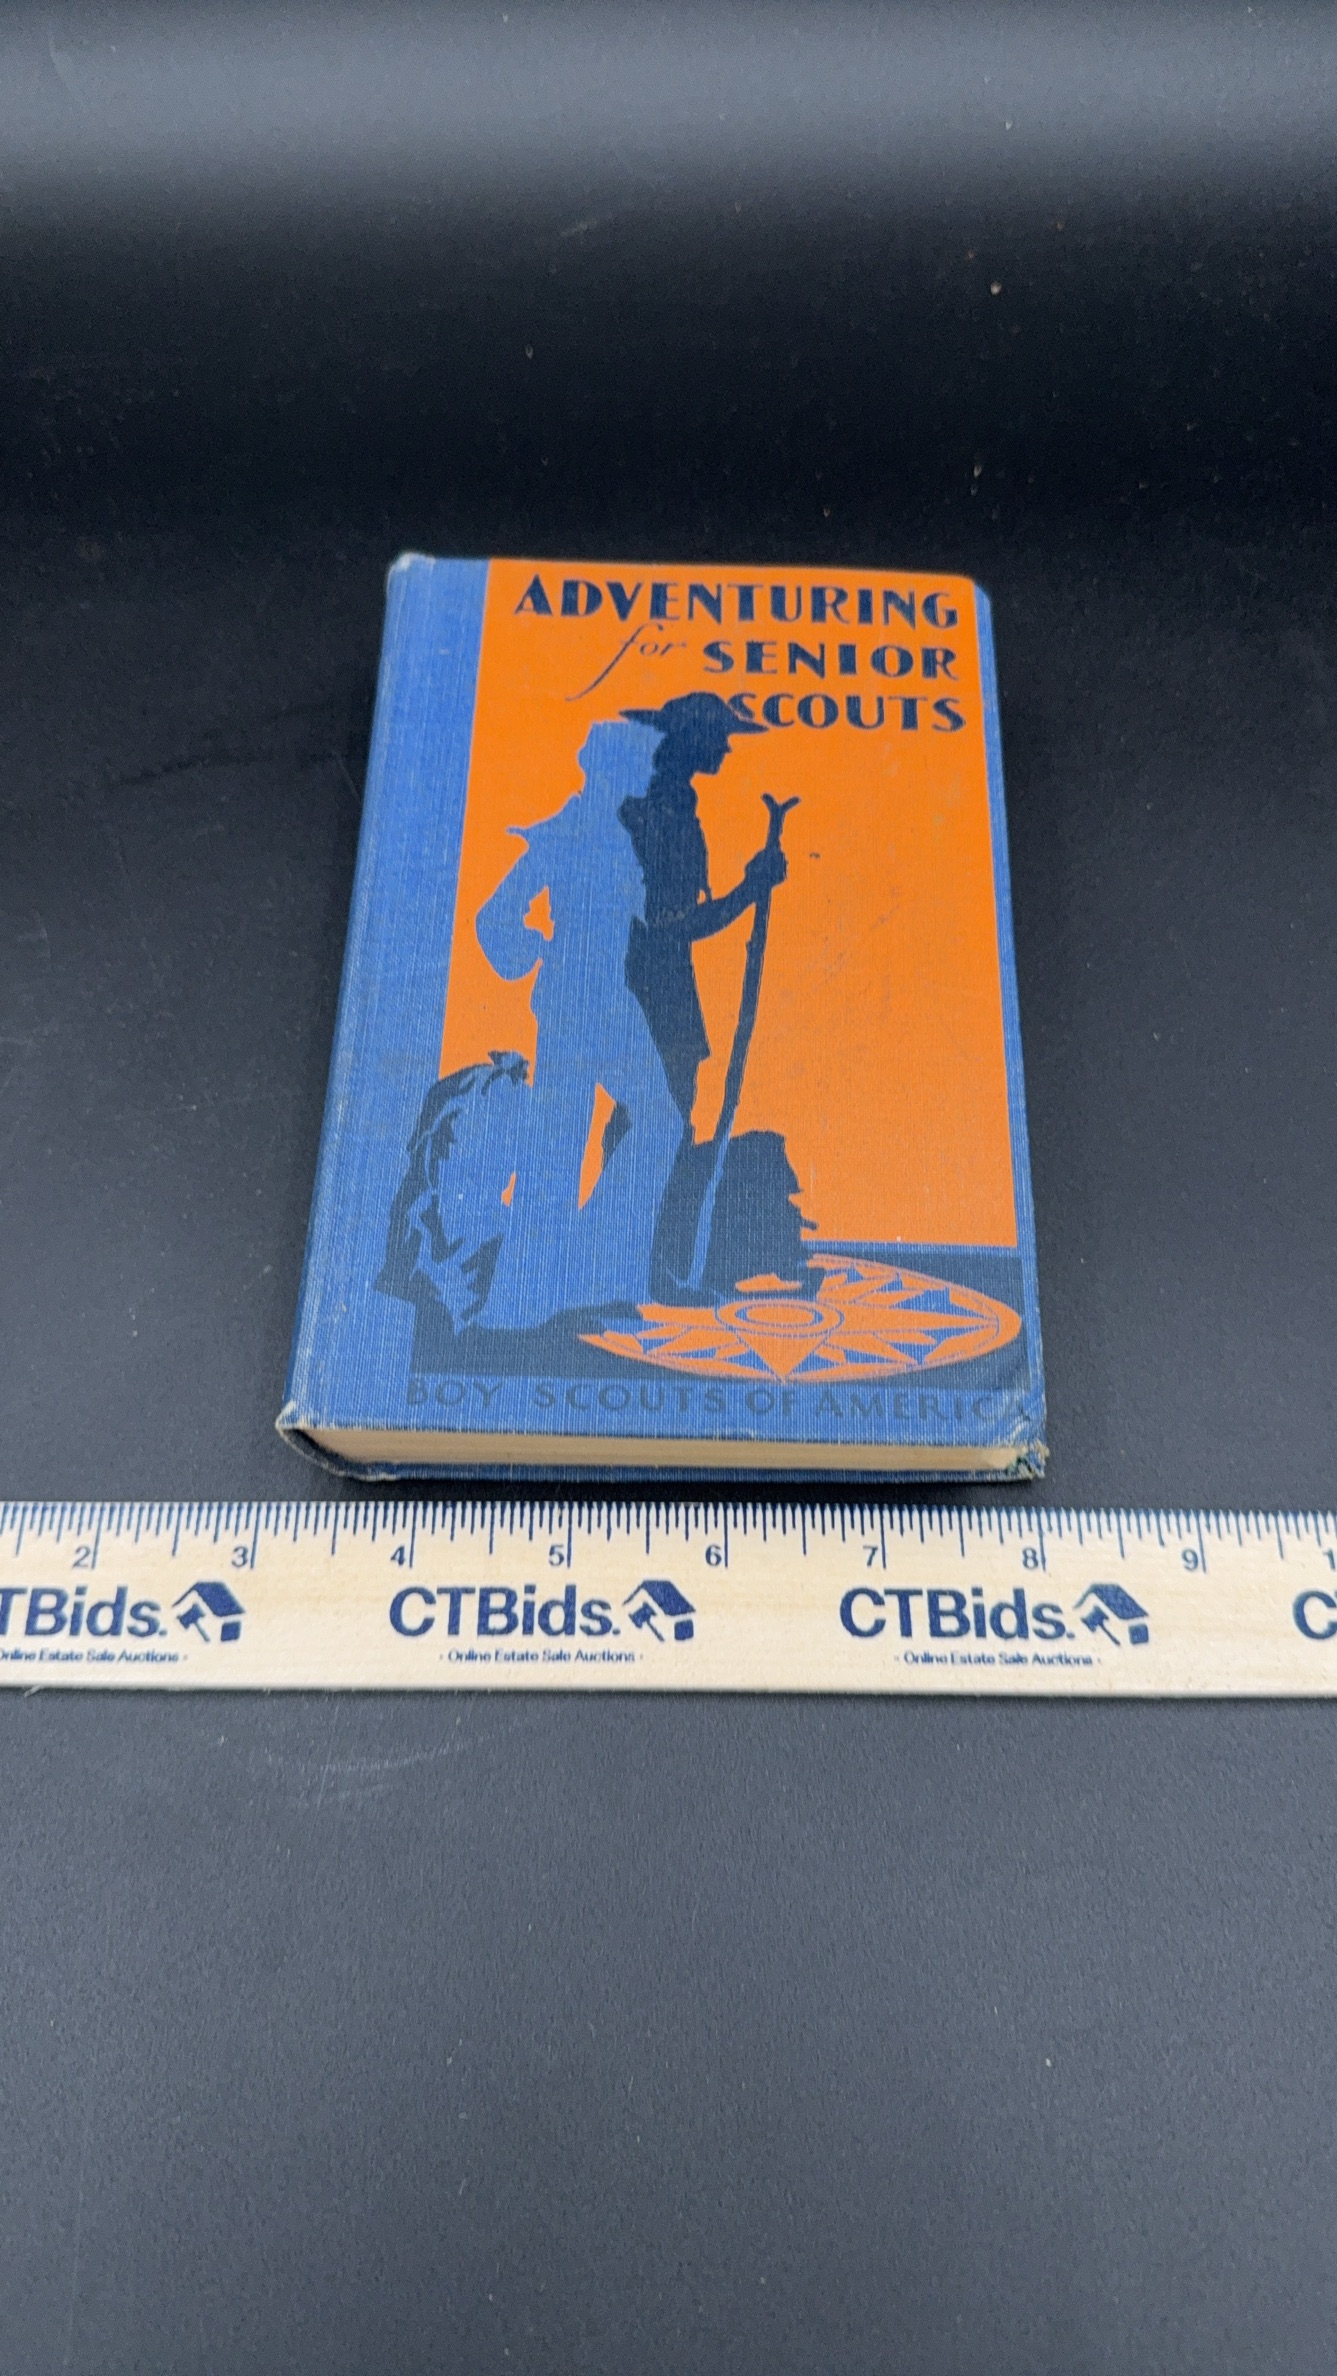 ADVENTURING
for SENIOR
SCOUTS
BOY SCOUTS OF AMERICA
2 3 4 5 6 7 8 9 1
TBids. CTBids. CTBids. C
Online Estate Sale Auctions - - Online Estate Sale Auctions - - Online Estate Sale Auctions -